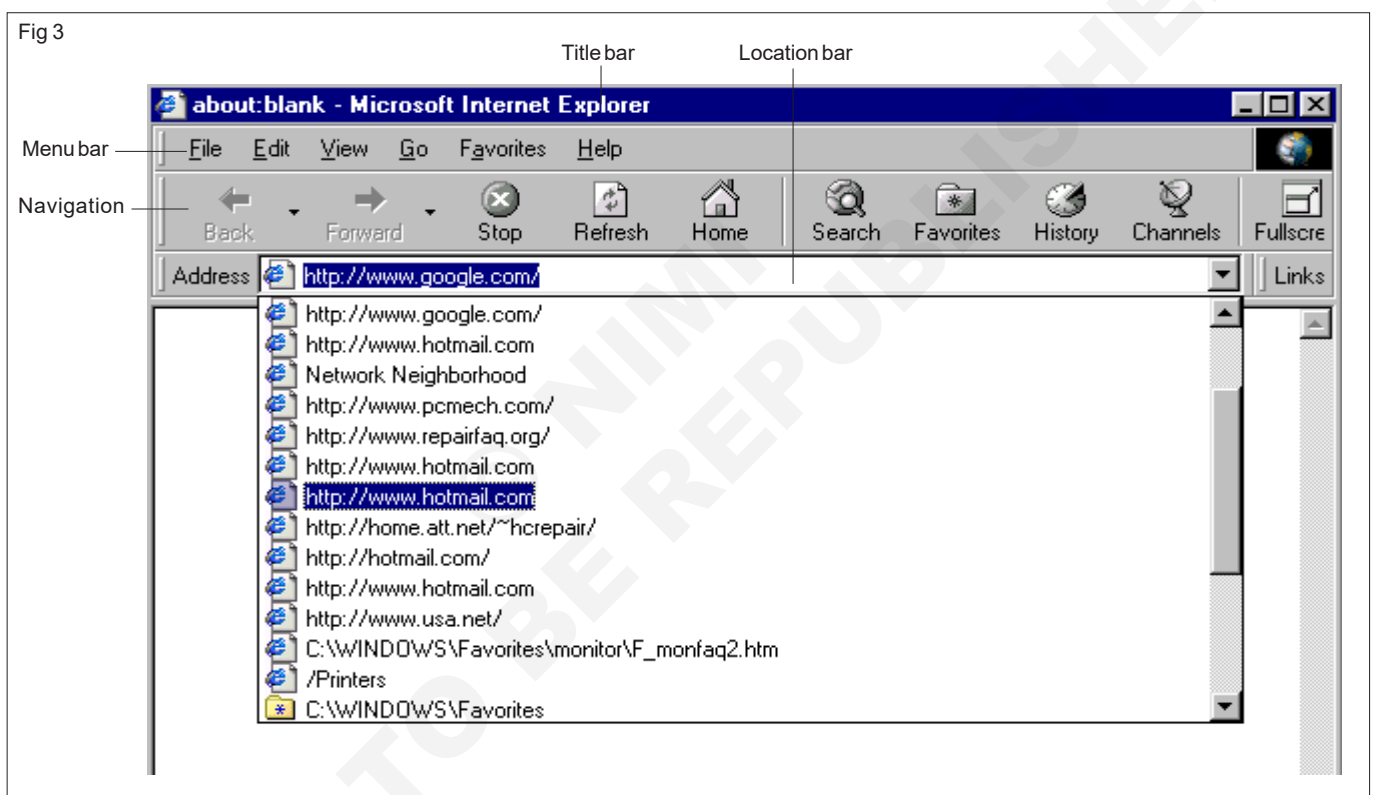 Fig 3
Title bar Location bar
about:blank - Microsoft Internet Explorer
Menu bar File Edit View Go Favorites Help
Navigation Back Forward Stop Refresh Home Search Favorites History Channels Fullscre
Address http://www.google.com/ Links
http://www.google.com/
http://www.hotmail.com
Network Neighborhood
http://www.pcmech.com/
http://www.repairfaq.org/
http://www.hotmail.com
http://www.hotmail.com
http://home.att.net/~hcrepair/
http://hotmail.com/
http://www.hotmail.com
http://www.usa.net/
C:\WINDOWS\Favorites\monitor\F_monfaq2.htm
/Printers
C:\WINDOWS\Favorites
© NIMI
TO BE REPUBLISHE